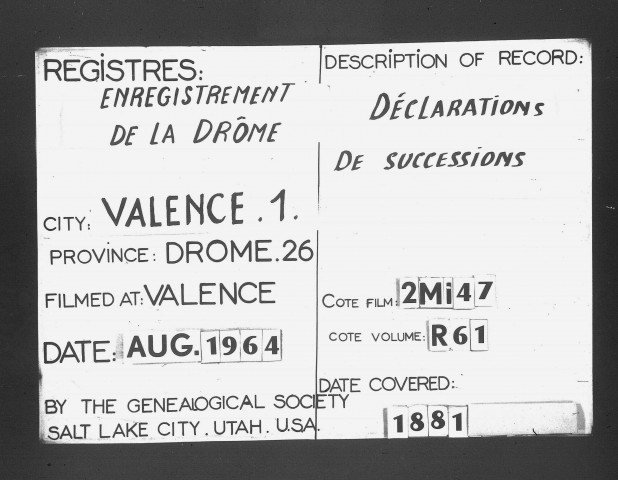 REGISTRES:
ENREGISTREMENT
DE LA DRÔME
CITY: VALENCE.1.
PROVINCE: DROME.26
FILMED AT: VALENCE
DATE: AUG. 1964
BY THE GENEALOGICAL SOCIETY
SALT LAKE CITY. UTAH. U.S.A.
DESCRIPTION OF RECORD:
DÉCLARATIONS
DE SUCCESSIONS
COTE FILM: 2Mi47
COTE VOLUME: R61
DATE COVERED:
1881